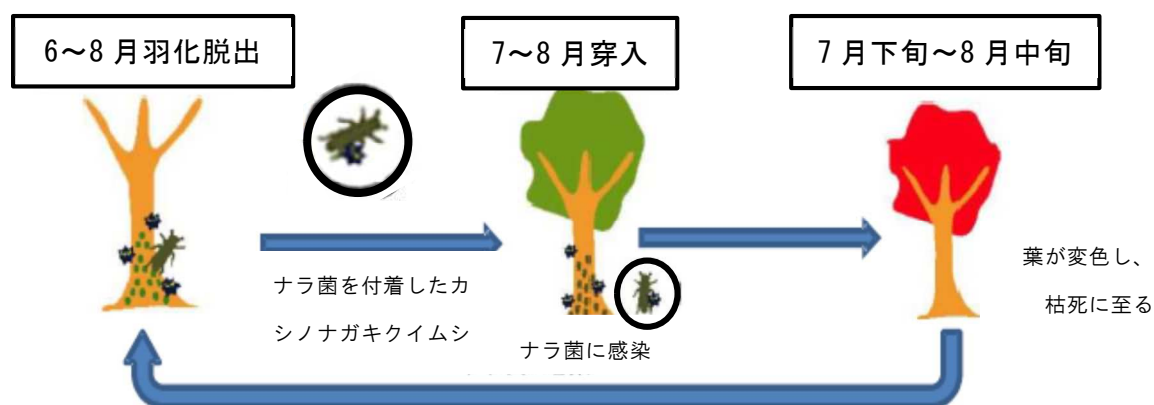 6～8月羽化脱出
7～8月穿入
7月下旬～8月中旬
ナラ菌を付着したカ
シノナガキクイムシ
ナラ菌に感染
葉が変色し、
枯死に至る